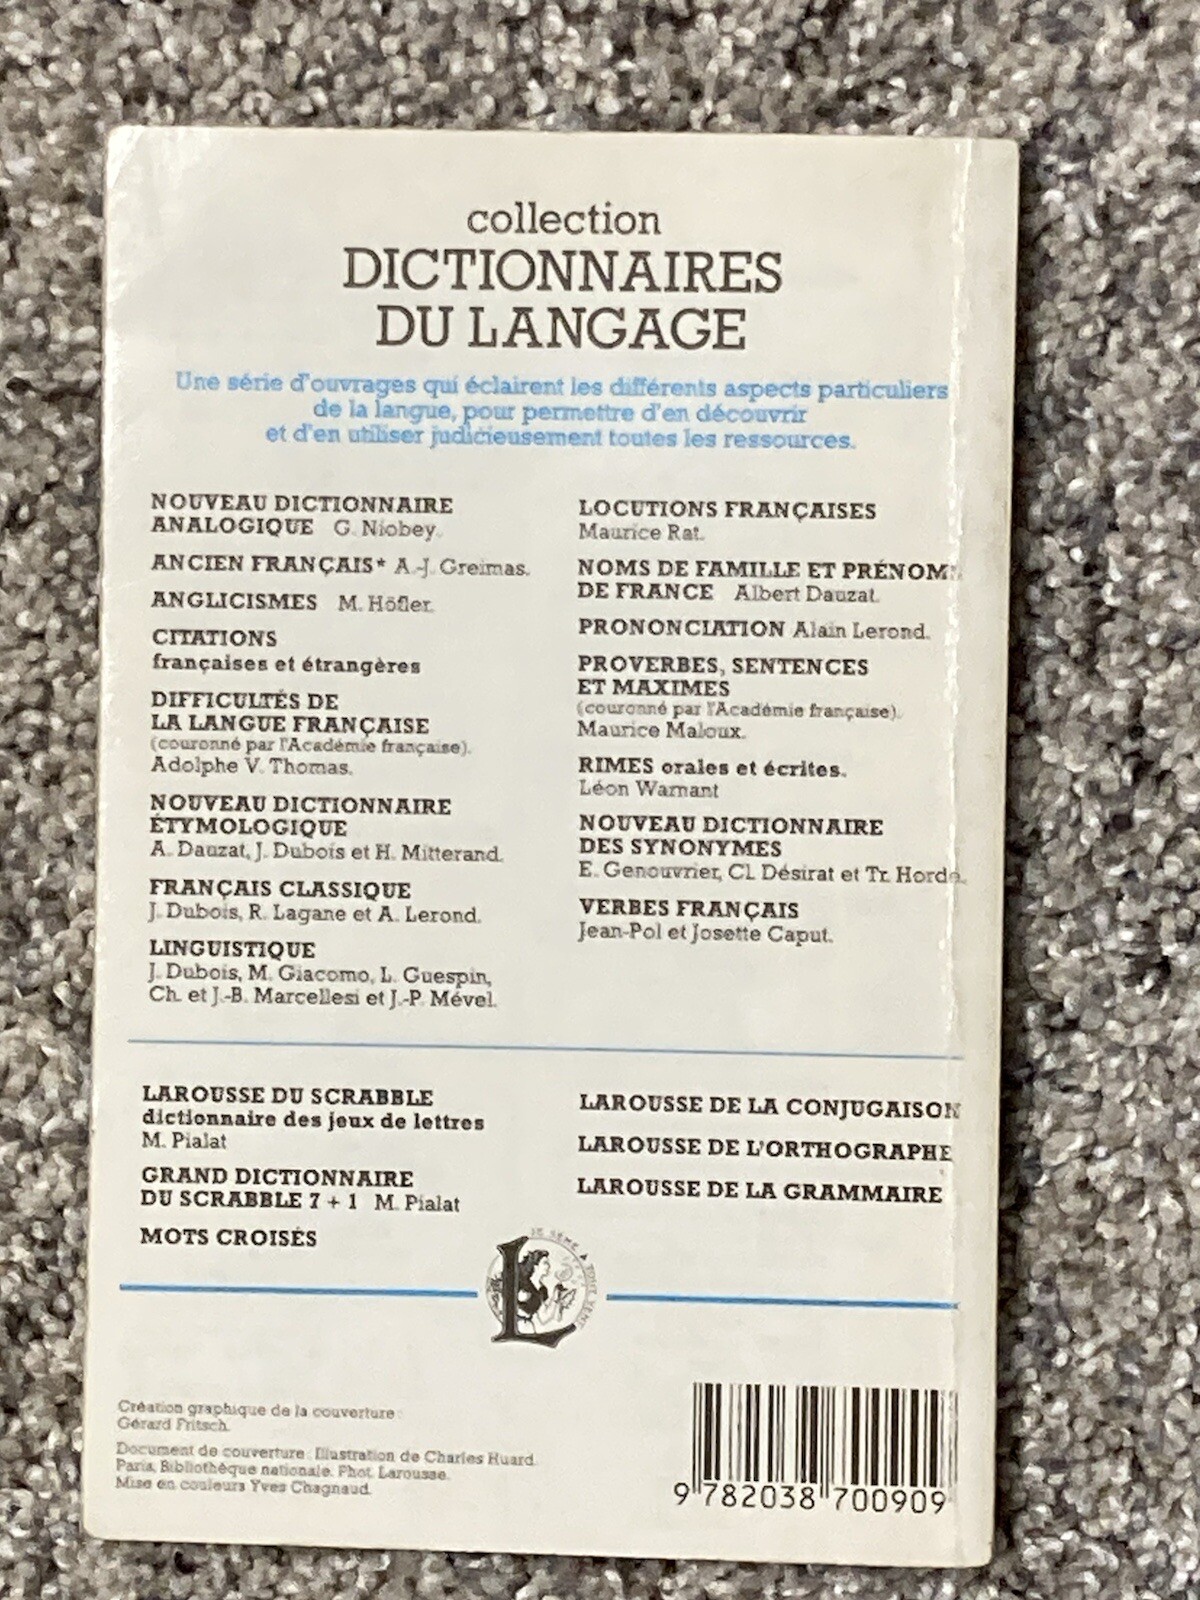 collection
DICTIONNAIRES
DU LANGAGE
Une série d'ouvrages qui éclairent les différents aspects particuliers
de la langue, pour permettre d'en découvrir
et d'en utiliser judicieusement toutes les ressources.
NOUVEAU DICTIONNAIRE
ANALOGIQUE G. Niobey.
ANCIEN FRANÇAIS* A.-J. Greimas.
ANGLICISMES M. Höfler.
CITATIONS
françaises et étrangères
DIFFICULTÉS DE
LA LANGUE FRANÇAISE
(couronné par l'Académie française).
Adolphe V. Thomas.
NOUVEAU DICTIONNAIRE
ÉTYMOLOGIQUE
A. Dauzat, J. Dubois et H. Mitterand.
FRANÇAIS CLASSIQUE
J. Dubois, R. Lagane et A. Lerond.
LINGUISTIQUE
J. Dubois, M. Giacomo, L. Guespin,
Ch. et J.-B. Marcellesi et J.-P. Mével.
LOCUTIONS FRANÇAISES
Maurice Rat.
NOMS DE FAMILLE ET PRÉNOMS
DE FRANCE Albert Dauzat.
PRONONCIATION Alain Lerond.
PROVERBES, SENTENCES
ET MAXIMES
(couronné par l'Académie française).
Maurice Maloux.
RIMES orales et écrites.
Léon Warnant
NOUVEAU DICTIONNAIRE
DES SYNONYMES
E. Genouvrier, Cl. Désirat et Tr. Hordé.
VERBES FRANÇAIS
Jean-Pol et Josette Caput.
LAROUSSE DU SCRABBLE
dictionnaire des jeux de lettres
M. Pialat
GRAND DICTIONNAIRE
DU SCRABBLE 7 + 1 M. Pialat
MOTS CROISÉS
LAROUSSE DE LA CONJUGAISON
LAROUSSE DE L'ORTHOGRAPHE
LAROUSSE DE LA GRAMMAIRE
JE SÈME À TOUT VENT
L
Création graphique de la couverture :
Gérard Fritsch.
Document de couverture : Illustration de Charles Huard.
Paris, Bibliothèque nationale. Phot. Larousse.
Mise en couleurs Yves Chagnaud.
9 782038 700909